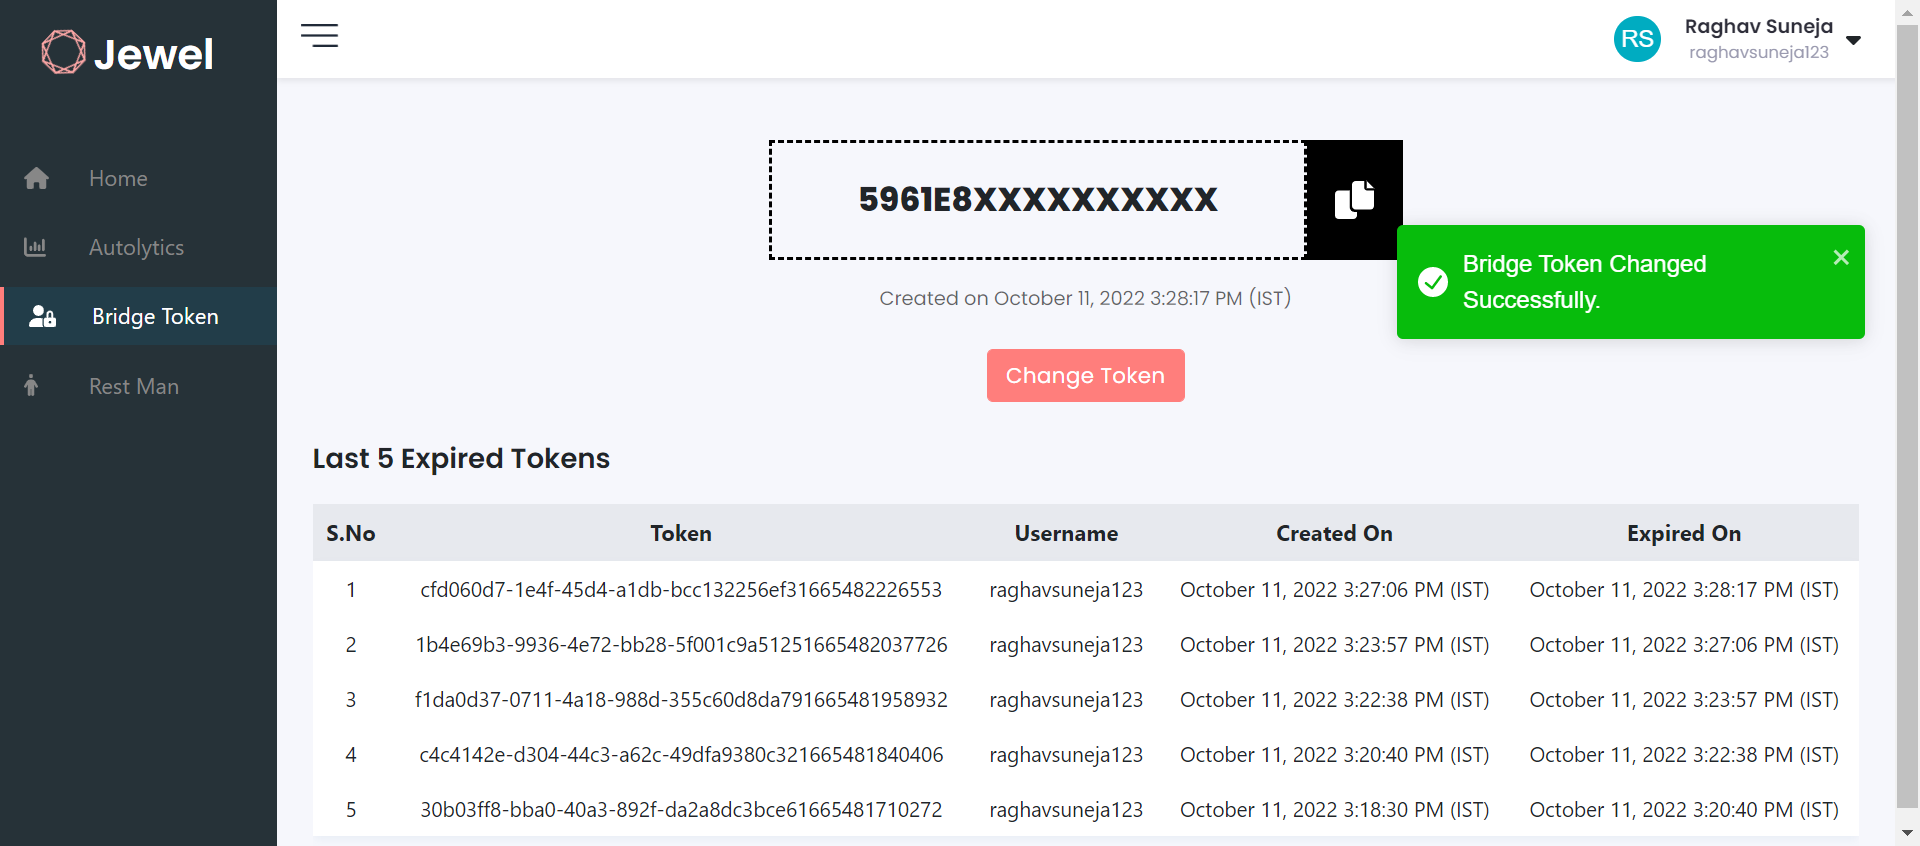 Jewel
RS
Raghav Suneja
raghavsuneja123
Home
Autolytics
Bridge Token
Rest Man
5961E8XXXXXXXXXX
Created on October 11, 2022 3:28:17 PM (IST)
Bridge Token Changed
Successfully.
Change Token
Last 5 Expired Tokens
S.No Token Username Created On Expired On
1 cfd060d7-1e4f-45d4-a1db-bcc132256ef31665482226553 raghavsuneja123 October 11, 2022 3:27:06 PM (IST) October 11, 2022 3:28:17 PM (IST)
2 1b4e69b3-9936-4e72-bb28-5f001c9a51251665482037726 raghavsuneja123 October 11, 2022 3:23:57 PM (IST) October 11, 2022 3:27:06 PM (IST)
3 f1da0d37-0711-4a18-988d-355c60d8da791665481958932 raghavsuneja123 October 11, 2022 3:22:38 PM (IST) October 11, 2022 3:23:57 PM (IST)
4 c4c4142e-d304-44c3-a62c-49dfa9380c321665481840406 raghavsuneja123 October 11, 2022 3:20:40 PM (IST) October 11, 2022 3:22:38 PM (IST)
5 30b03ff8-bba0-40a3-892f-da2a8dc3bce61665481710272 raghavsuneja123 October 11, 2022 3:18:30 PM (IST) October 11, 2022 3:20:40 PM (IST)